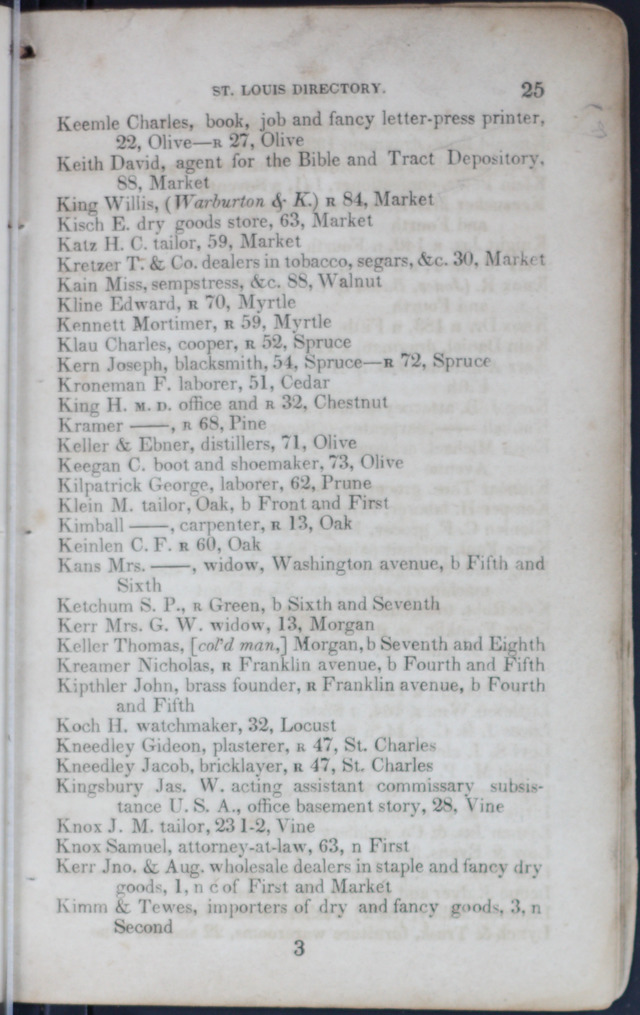 ST. LOUIS DIRECTORY. 25
Keemle Charles, book, job and fancy letter-press printer,
22, Olive—R 27, Olive
Keith David, agent for the Bible and Tract Depository,
88, Market
King Willis, (Warburton & K.) R 84, Market
Kisch E. dry goods store, 63, Market
Katz H. C. tailor, 59, Market
Kretzer T. & Co. dealers in tobacco, segars, &c. 30, Market
Kain Miss, sempstress, &c. 88, Walnut
Kline Edward, R 70, Myrtle
Kennett Mortimer, R 59, Myrtle
Klau Charles, cooper, R 52, Spruce
Kern Joseph, blacksmith, 54, Spruce—R 72, Spruce
Kroneman F. laborer, 51, Cedar
King H. M. D. office and R 32, Chestnut
Kramer ——, R 68, Pine
Keller & Ebner, distillers, 71, Olive
Keegan C. boot and shoemaker, 73, Olive
Kilpatrick George, laborer, 62, Prune
Klein M. tailor, Oak, b Front and First
Kimball ——, carpenter, R 13, Oak
Keinlen C. F. R 60, Oak
Kans Mrs. ——, widow, Washington avenue, b Fifth and
Sixth
Ketchum S. P., R Green, b Sixth and Seventh
Kerr Mrs. G. W. widow, 13, Morgan
Keller Thomas, [col'd man,] Morgan, b Seventh and Eighth
Kreamer Nicholas, R Franklin avenue, b Fourth and Fifth
Kipthler John, brass founder, R Franklin avenue, b Fourth
and Fifth
Koch H. watchmaker, 32, Locust
Kneedley Gideon, plasterer, R 47, St. Charles
Kneedley Jacob, bricklayer, R 47, St. Charles
Kingsbury Jas. W. acting assistant commissary subsis-
tance U. S. A., office basement story, 28, Vine
Knox J. M. tailor, 23 1-2, Vine
Knox Samuel, attorney-at-law, 63, n First
Kerr Jno. & Aug. wholesale dealers in staple and fancy dry
goods, 1, n c of First and Market
Kimm & Tewes, importers of dry and fancy goods, 3, n
Second
3